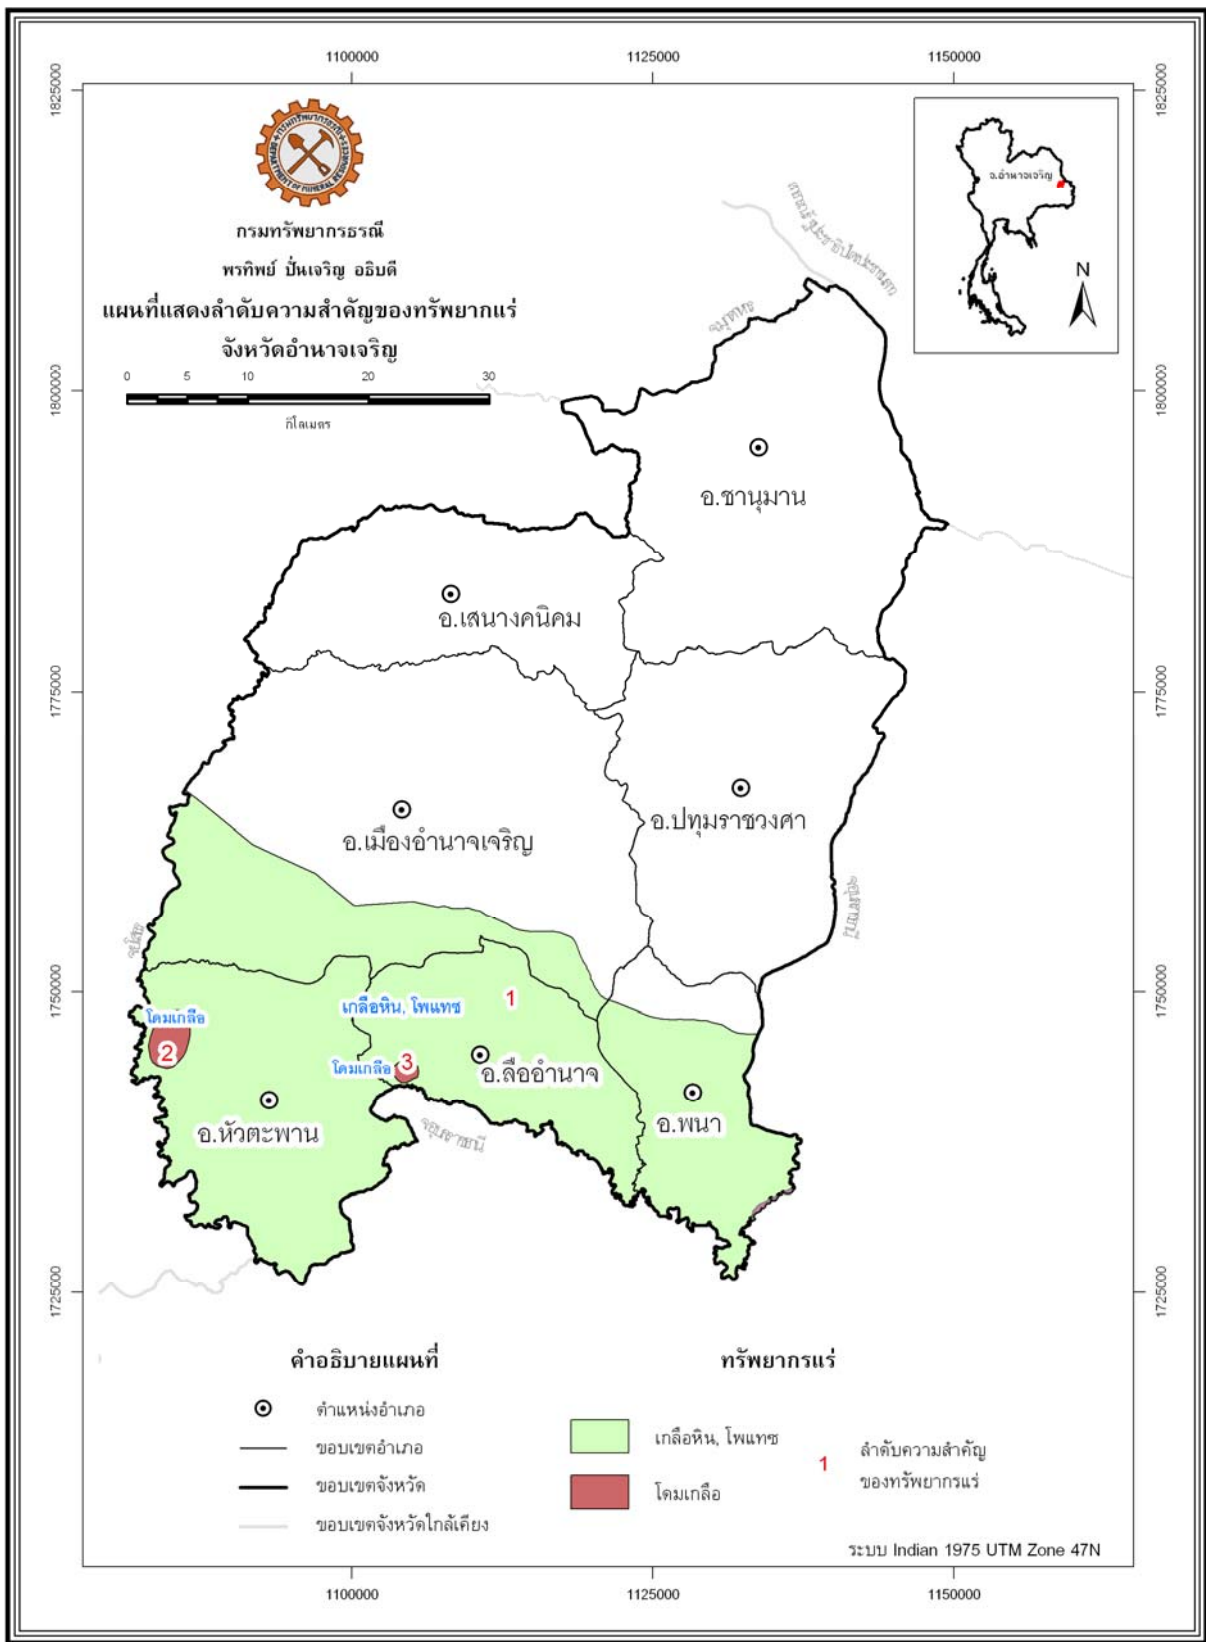 1100000
1125000
1150000
1825000
1825000
กรมทรัพยากรธรณี
DEPARTMENT OF MINERAL RESOURCES
จ.อำนาจเจริญ
N
กรมทรัพยากรธรณี
พรทิพย์ ปั่นเจริญ อธิบดี
แผนที่แสดงลำดับความสำคัญของทรัพยากแร่
จังหวัดอำนาจเจริญ
0 5 10 20 30
กิโลเมตร
1800000
1800000
อ.ชานุมาน
อ.เสนางคนิคม
1775000
1775000
อ.ปทุมราชวงศา
อ.เมืองอำนาจเจริญ
จ.ยโสธร
1750000
1750000
เกลือหิน, โพแทซ
1
โดมเกลือ
2
โดมเกลือ
3
อ.ลืออำนาจ
อ.หัวตะพาน
อ.พนา
1725000
1725000
คำอธิบายแผนที่
ทรัพยากรแร่
ตำแหน่งอำเภอ
ขอบเขตอำเภอ
ขอบเขตจังหวัด
ขอบเขตจังหวัดใกล้เคียง
เกลือหิน, โพแทซ
โดมเกลือ
1
ลำดับความสำคัญ
ของทรัพยากแร่
ระบบ Indian 1975 UTM Zone 47N
1100000
1125000
1150000